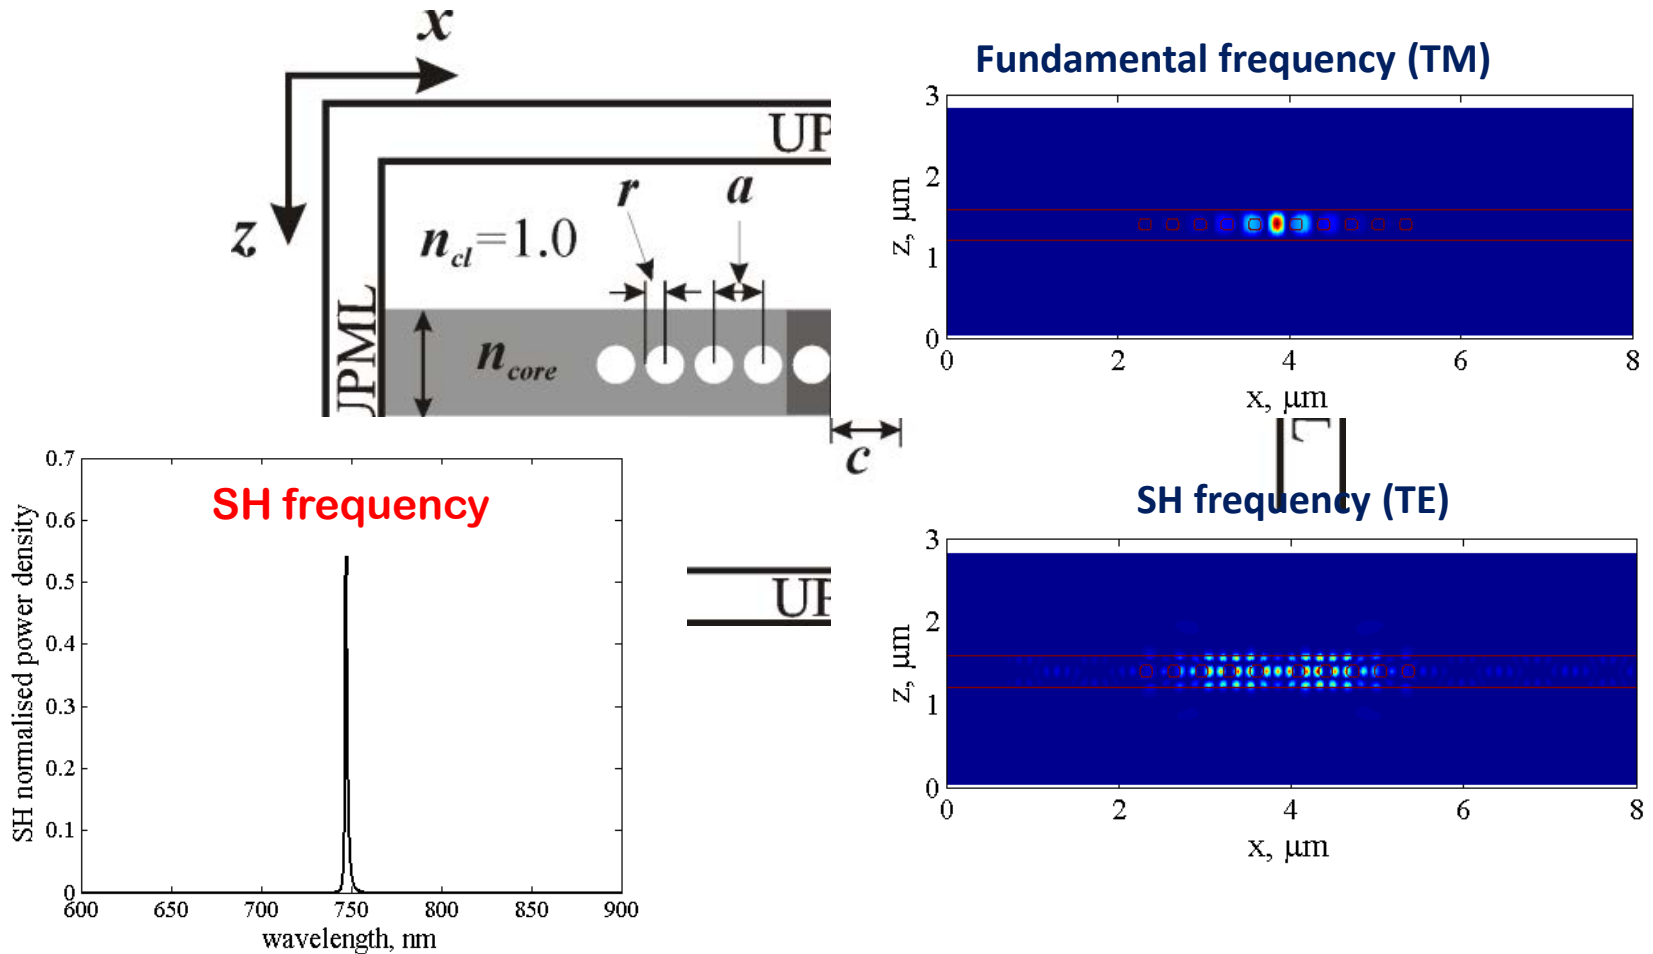 x
z
UP
UPML
n_cl=1.0
r
a
n_core
c
UP
Fundamental frequency (TM)
3
2
1
0
z, μm
0 2 4 6 8
x, μm
SH frequency
0.7
0.6
0.5
0.4
0.3
0.2
0.1
0
SH normalised power density
600 650 700 750 800 850 900
wavelength, nm
L
SH frequency (TE)
3
2
1
0
z, μm
0 2 4 6 8
x, μm